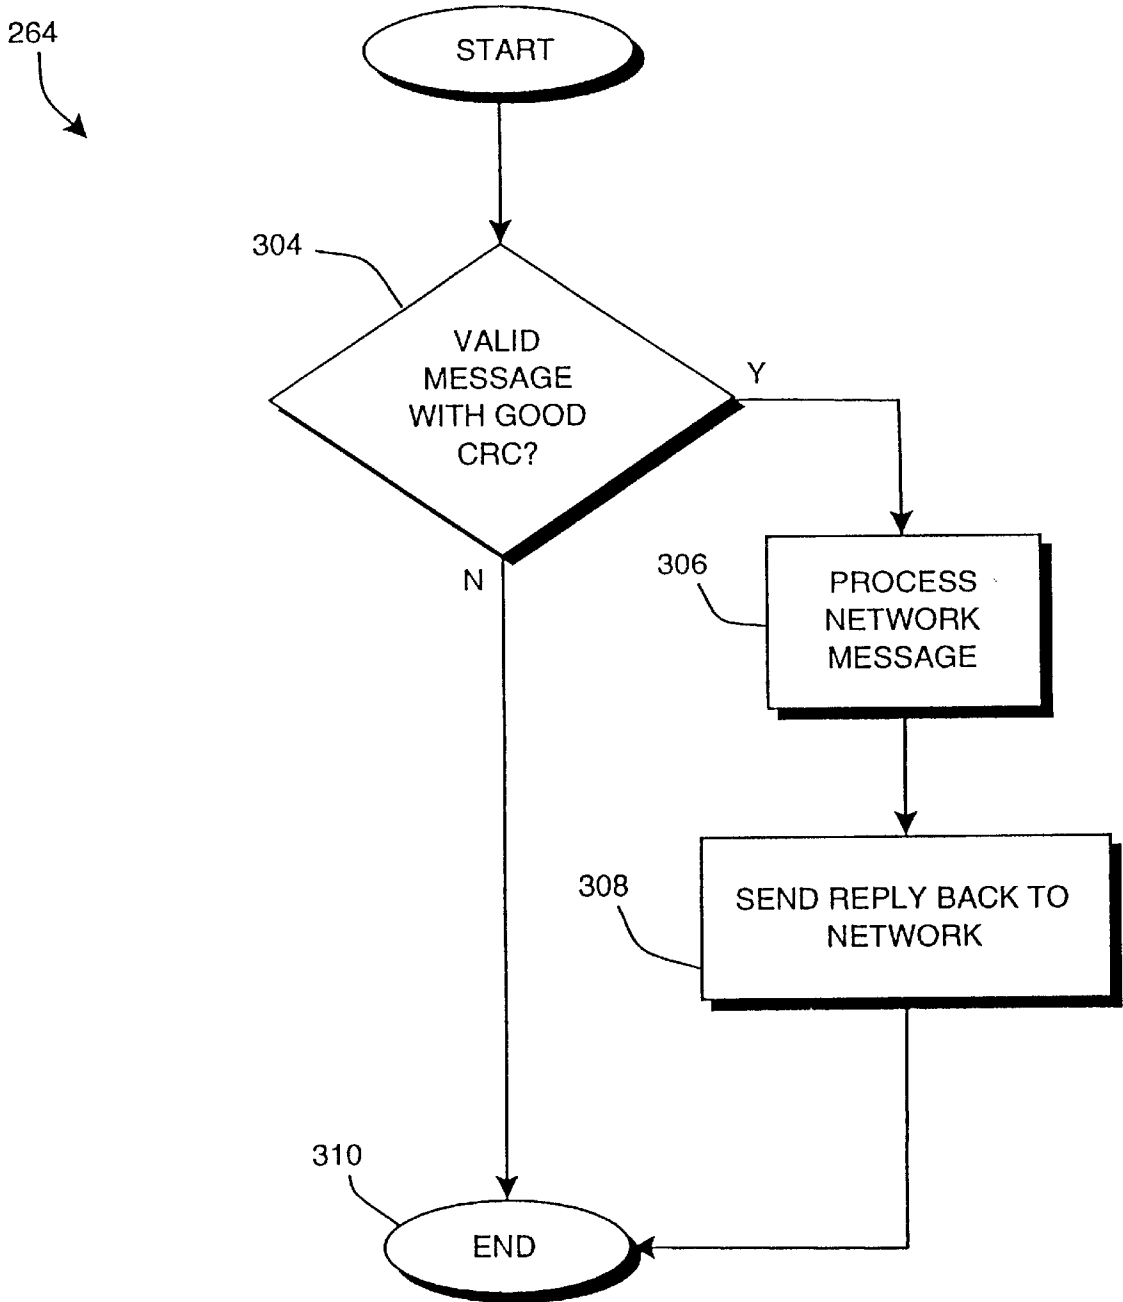 264
START
304
VALID
MESSAGE
WITH GOOD
CRC?
Y
N
306
PROCESS
NETWORK
MESSAGE
308
SEND REPLY BACK TO
NETWORK
310
END